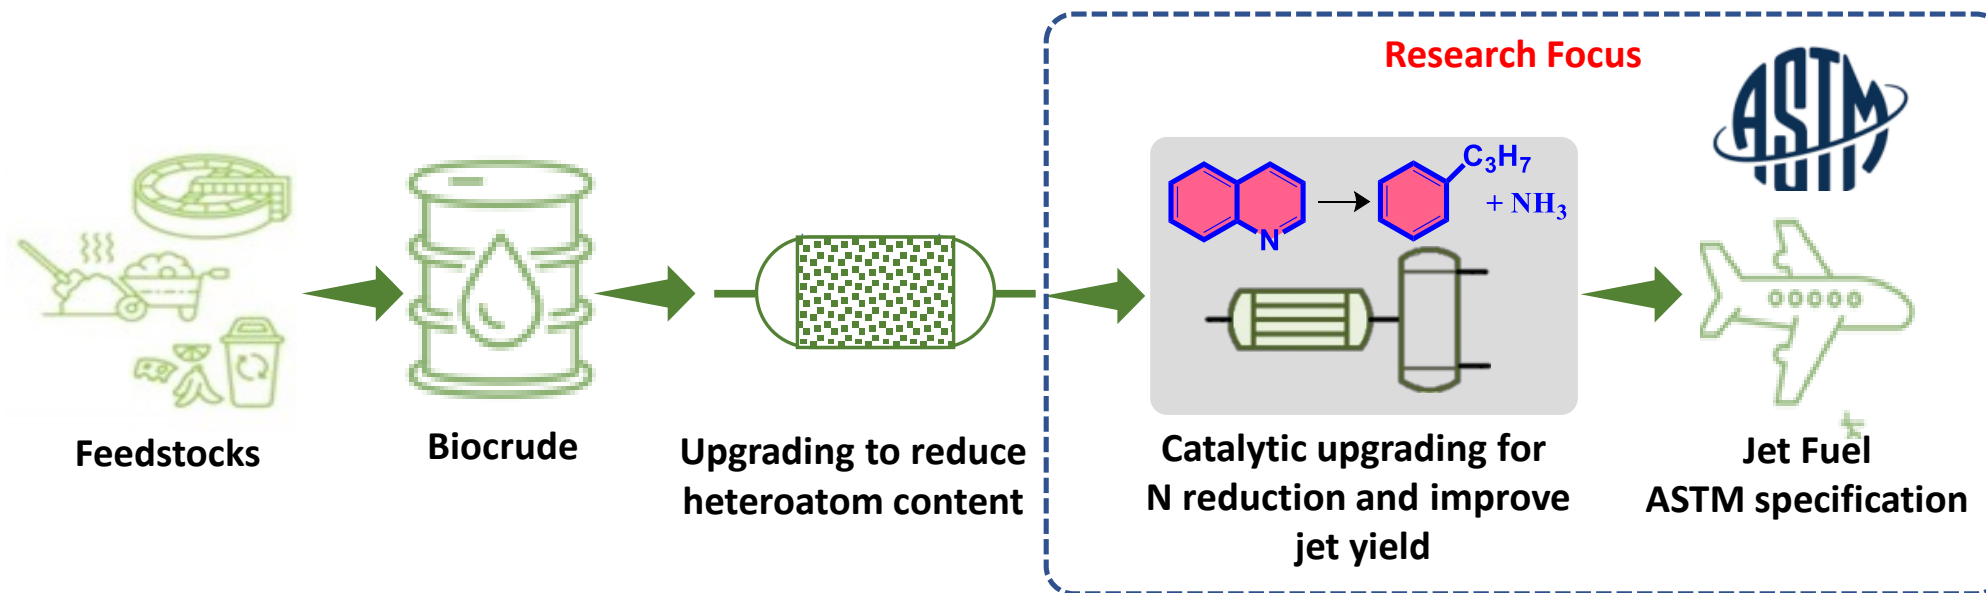 Research Focus
ASTM
C₃H₇
+ NH₃
N
Feedstocks
Biocrude
Upgrading to reduce
heteroatom content
Catalytic upgrading for
N reduction and improve
jet yield
Jet Fuel
ASTM specification